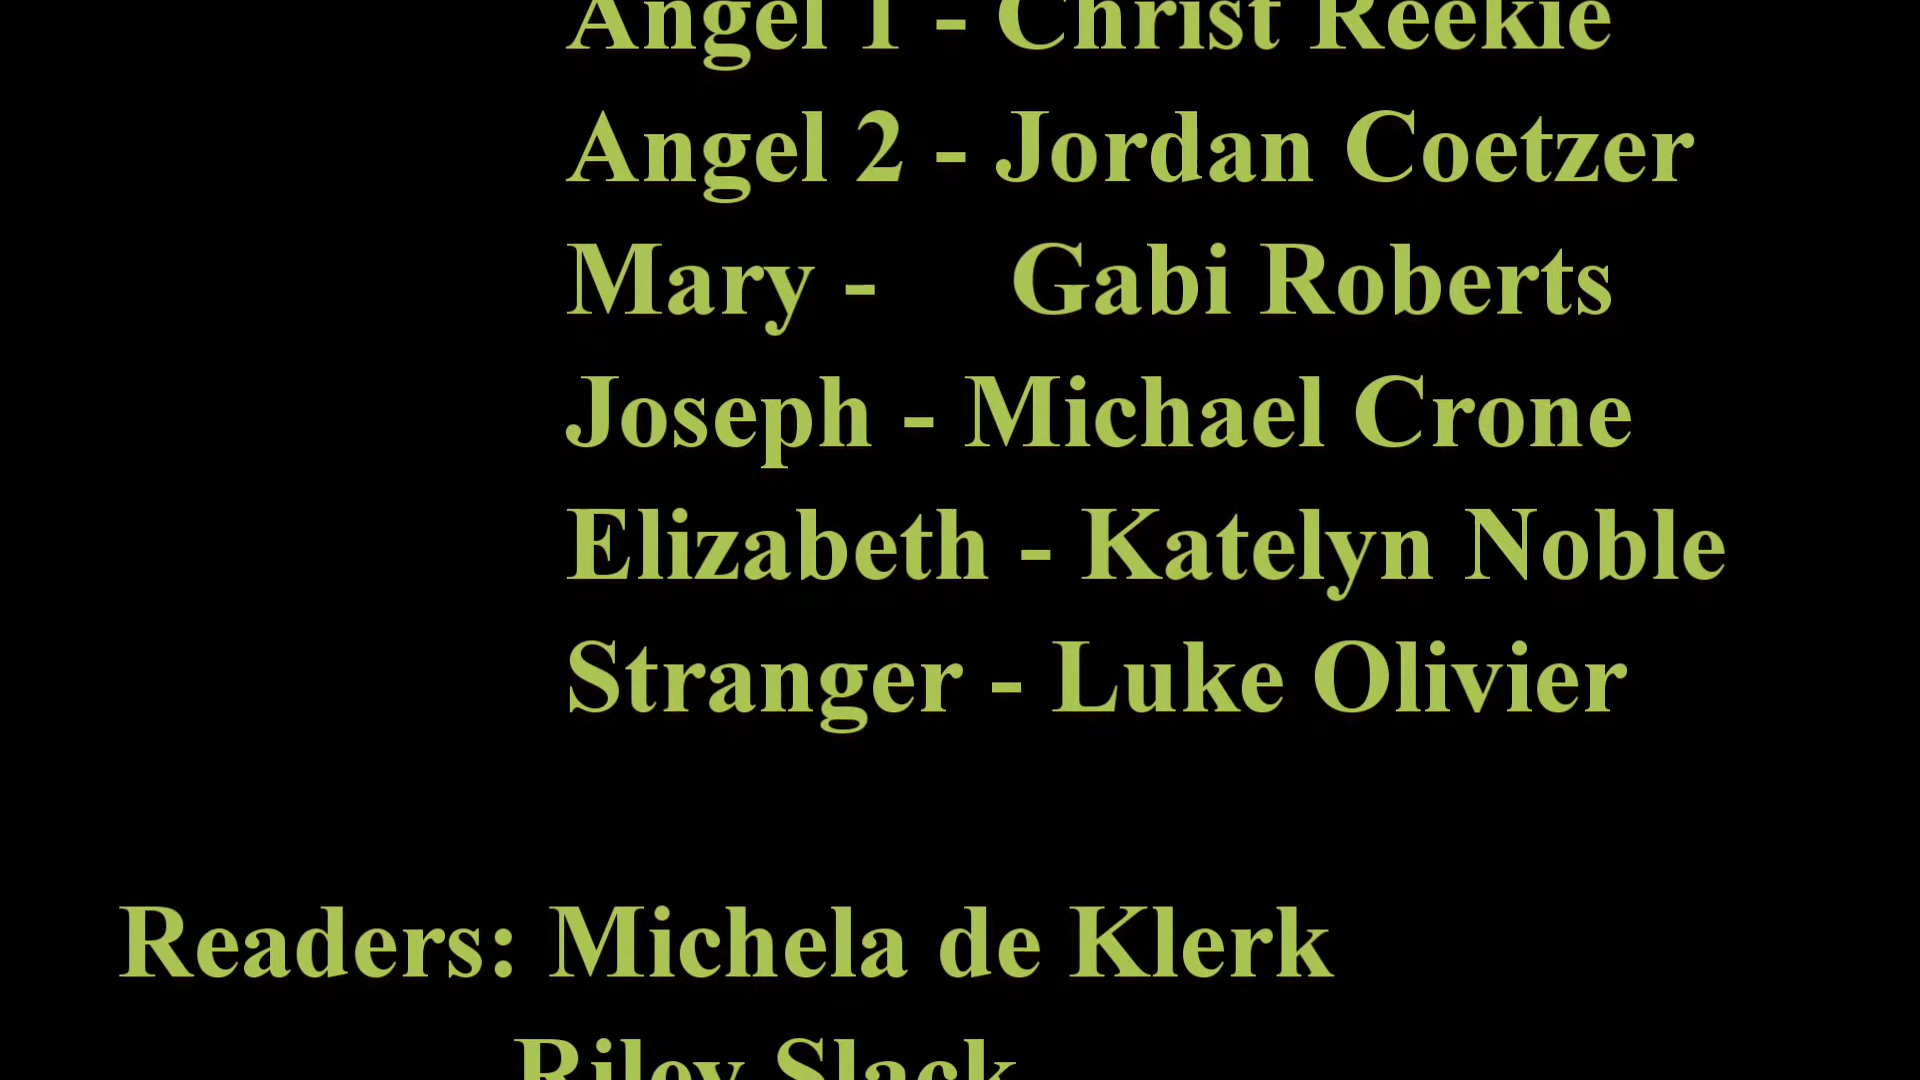 Angel 1 - Christ Reekie
Angel 2 - Jordan Coetzer
Mary - Gabi Roberts
Joseph - Michael Crone
Elizabeth - Katelyn Noble
Stranger - Luke Olivier
Readers: Michela de Klerk
Riley Slack